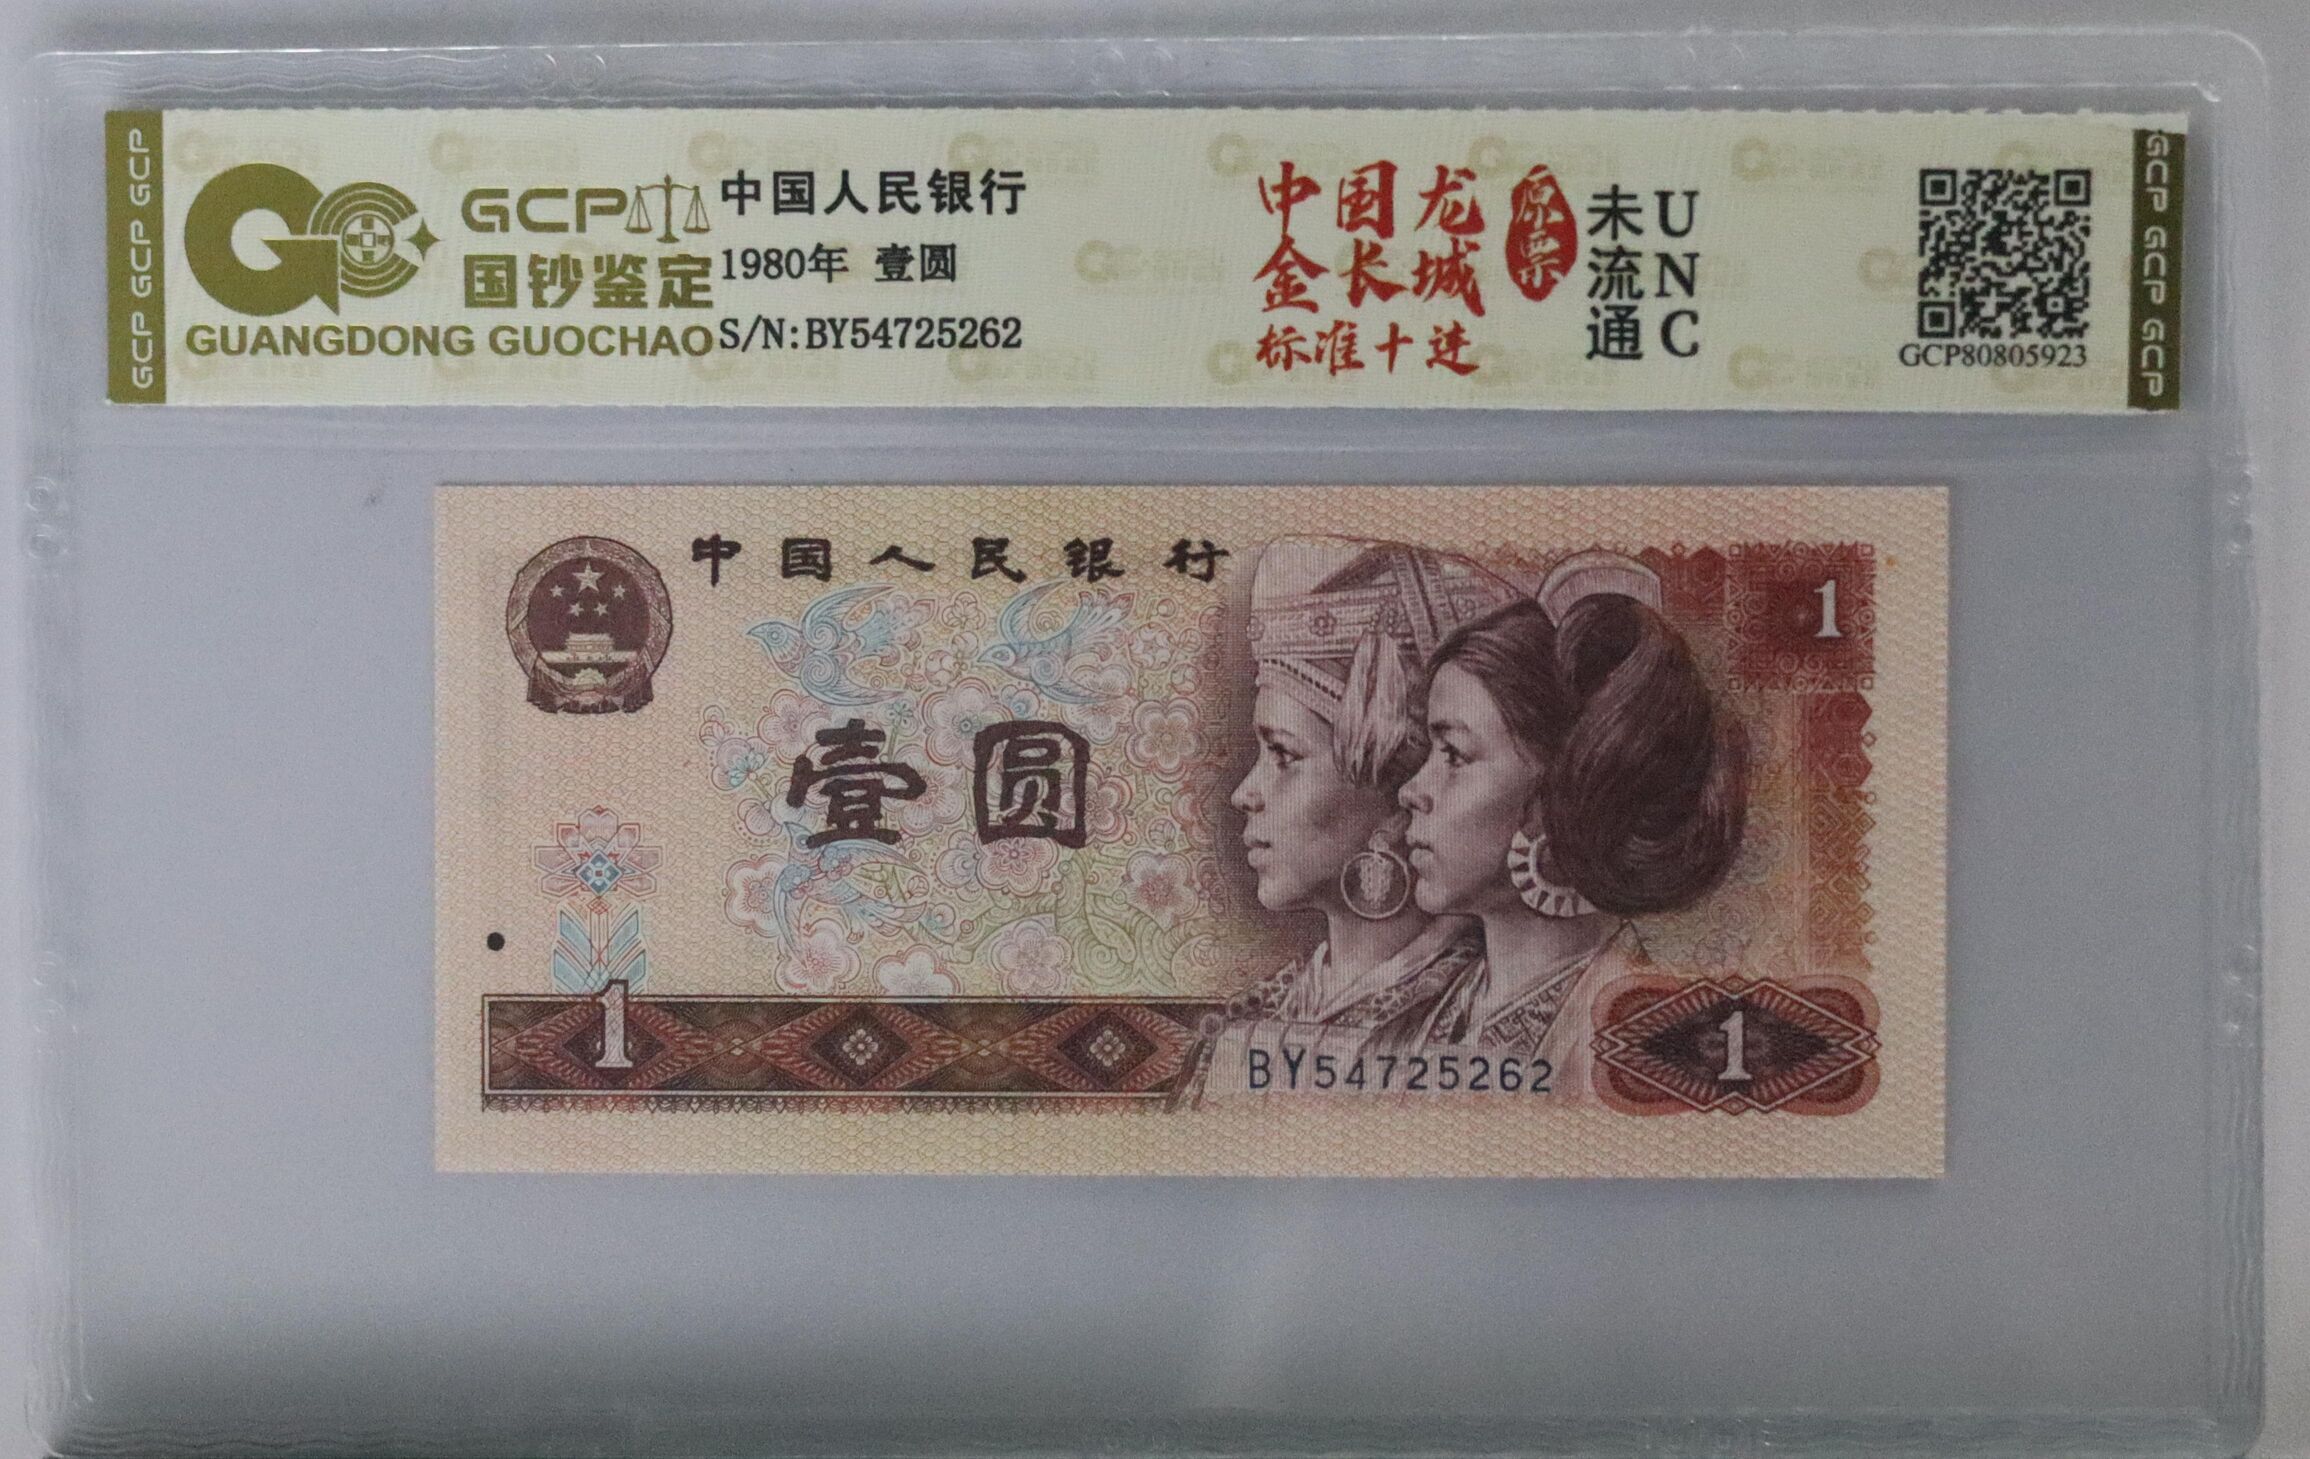 GCP GCP GCP
GCP
国钞鉴定
GUANGDONG GUOCHAO
中国人民银行
1980年 壹圆
S/N:BY54725262
中国龙
金长城
标准十连
原票
未流通
UNC
GCP80805923
GCP GCP GCP
中国人民银行
1
壹圆
1
BY54725262
1